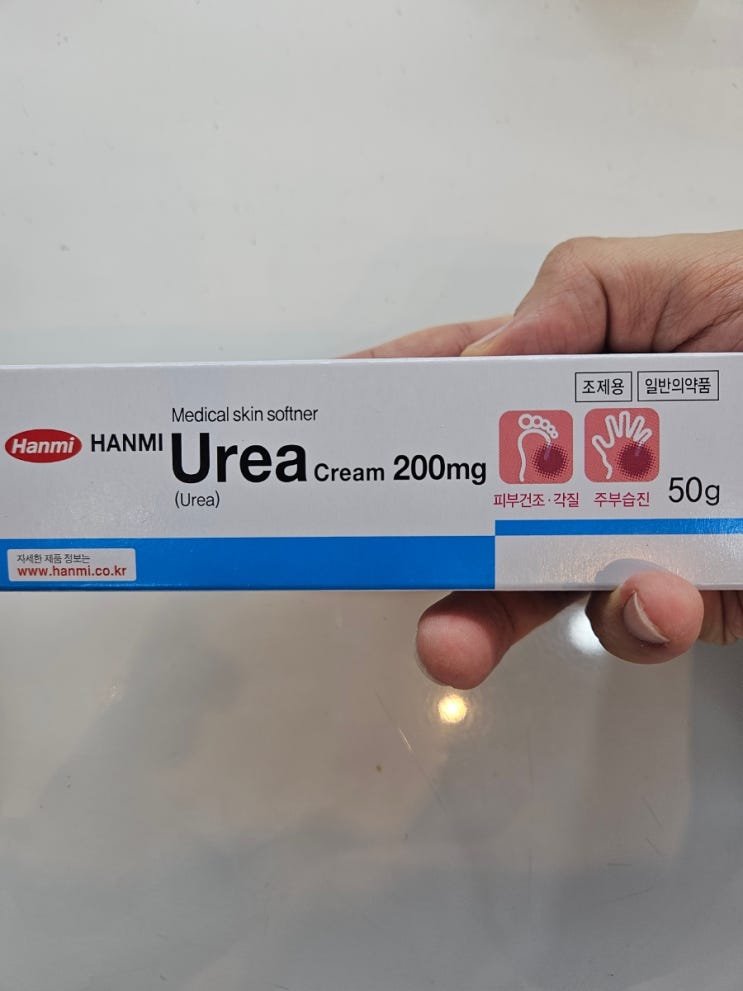 조제용 일반의약품
Medical skin softner
Hanmi HANMI Urea Cream 200mg
(Urea)
피부건조·각질 주부습진 50g
자세한 제품 정보는
www.hanmi.co.kr